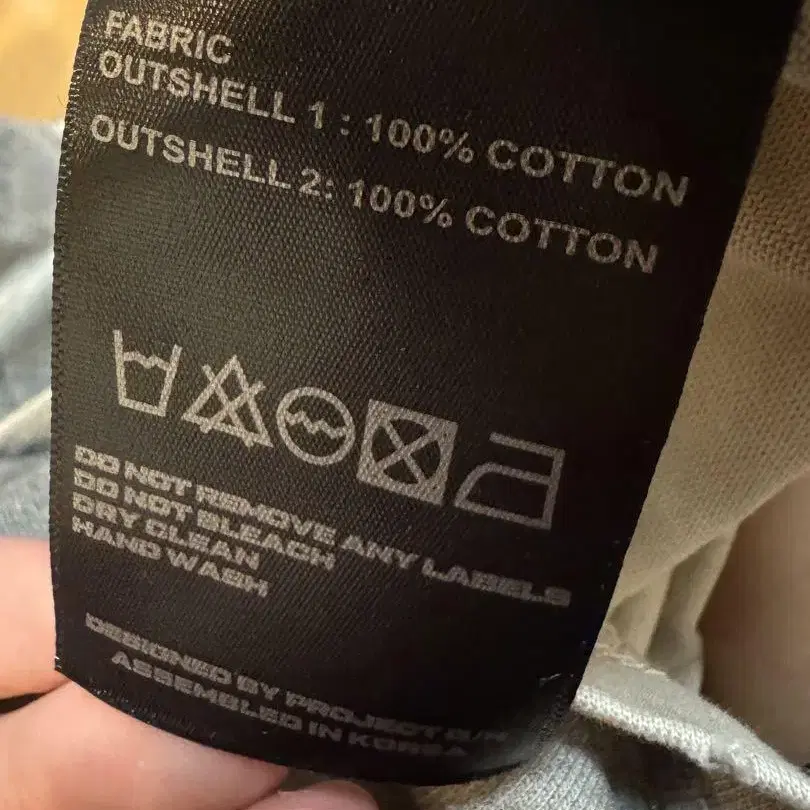 FABRIC
OUTSHELL 1 : 100% COTTON
OUTSHELL 2: 100% COTTON
DO NOT REMOVE ANY LABELS
DO NOT BLEACH
DRY CLEAN
HAND WASH
DESIGNED BY PROJECT G/R
ASSEMBLED IN KOREA